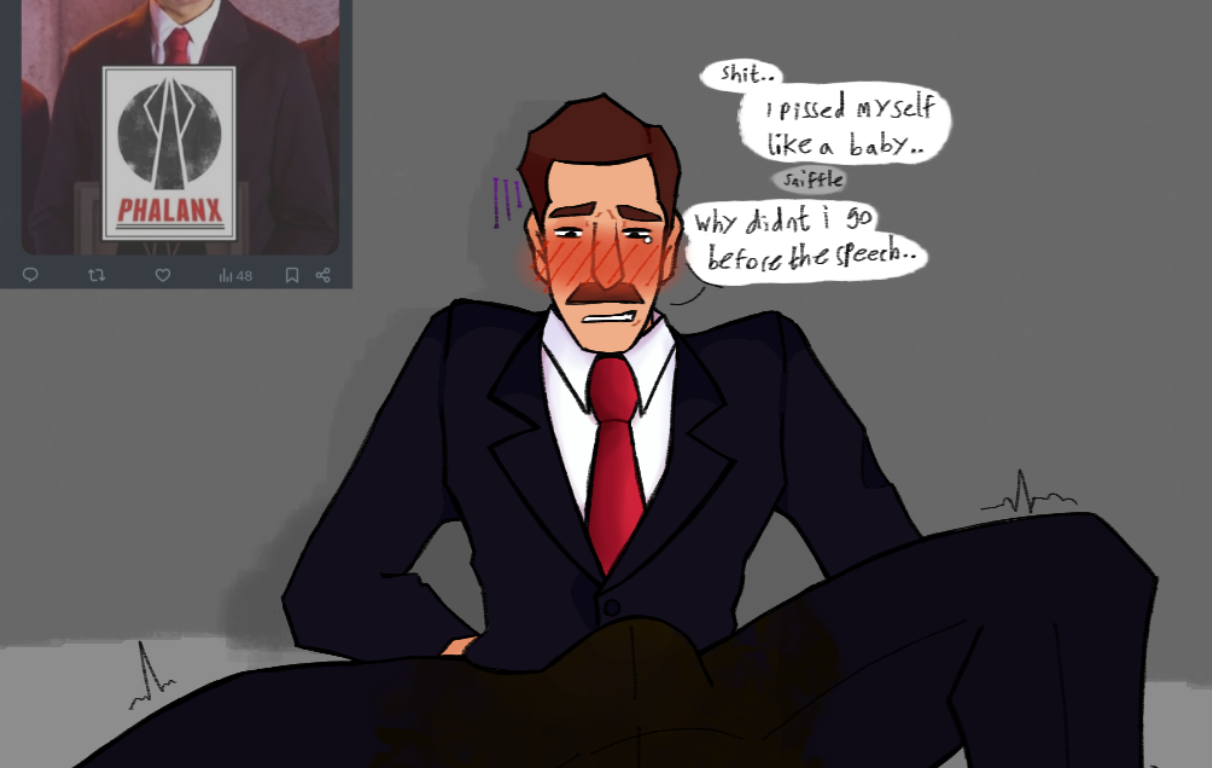 PHALANX
48
shit..
i pissed myself
like a baby..
sniffle
why didnt i go
before the speech..